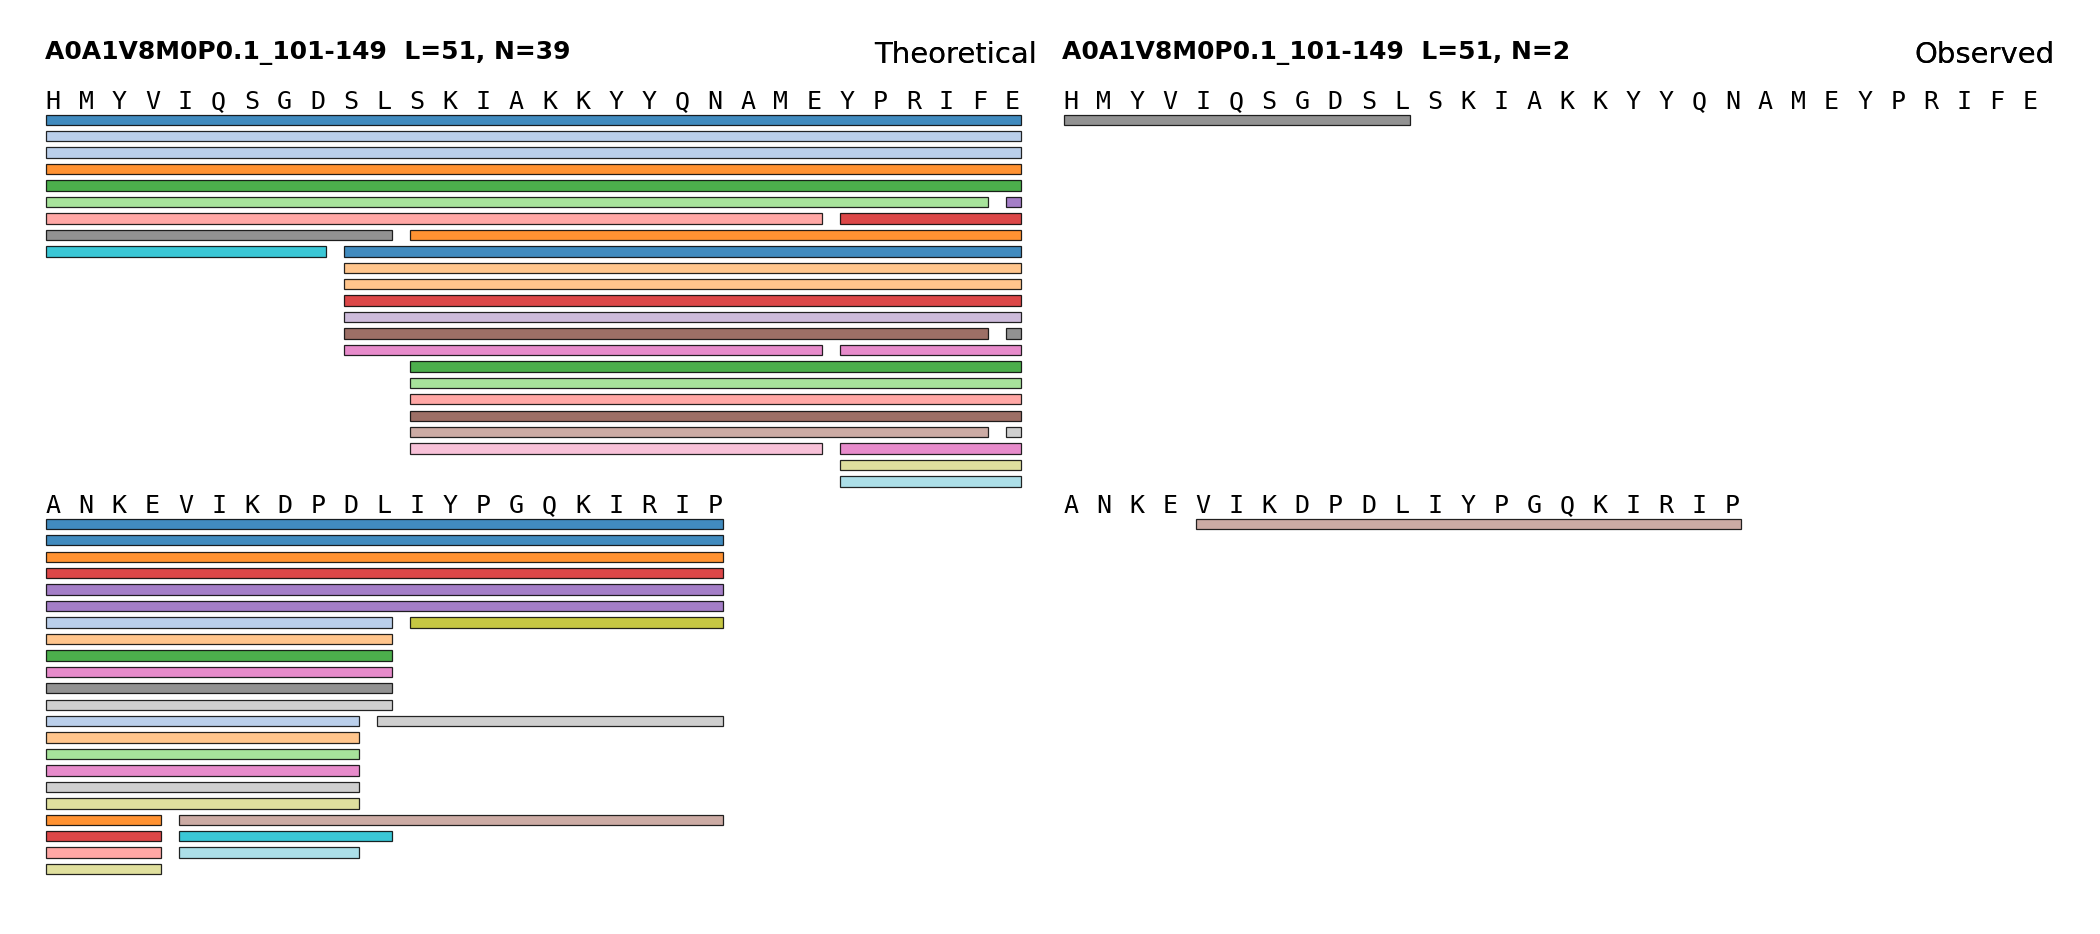 A0A1V8M0P0.1_101-149 L=51, N=39 Theoretical
H M Y V I Q S G D S L S K I A K K Y Y Q N A M E Y P R I F E
A N K E V I K D P D L I Y P G Q K I R I P
A0A1V8M0P0.1_101-149 L=51, N=2 Observed
H M Y V I Q S G D S L S K I A K K Y Y Q N A M E Y P R I F E
A N K E V I K D P D L I Y P G Q K I R I P